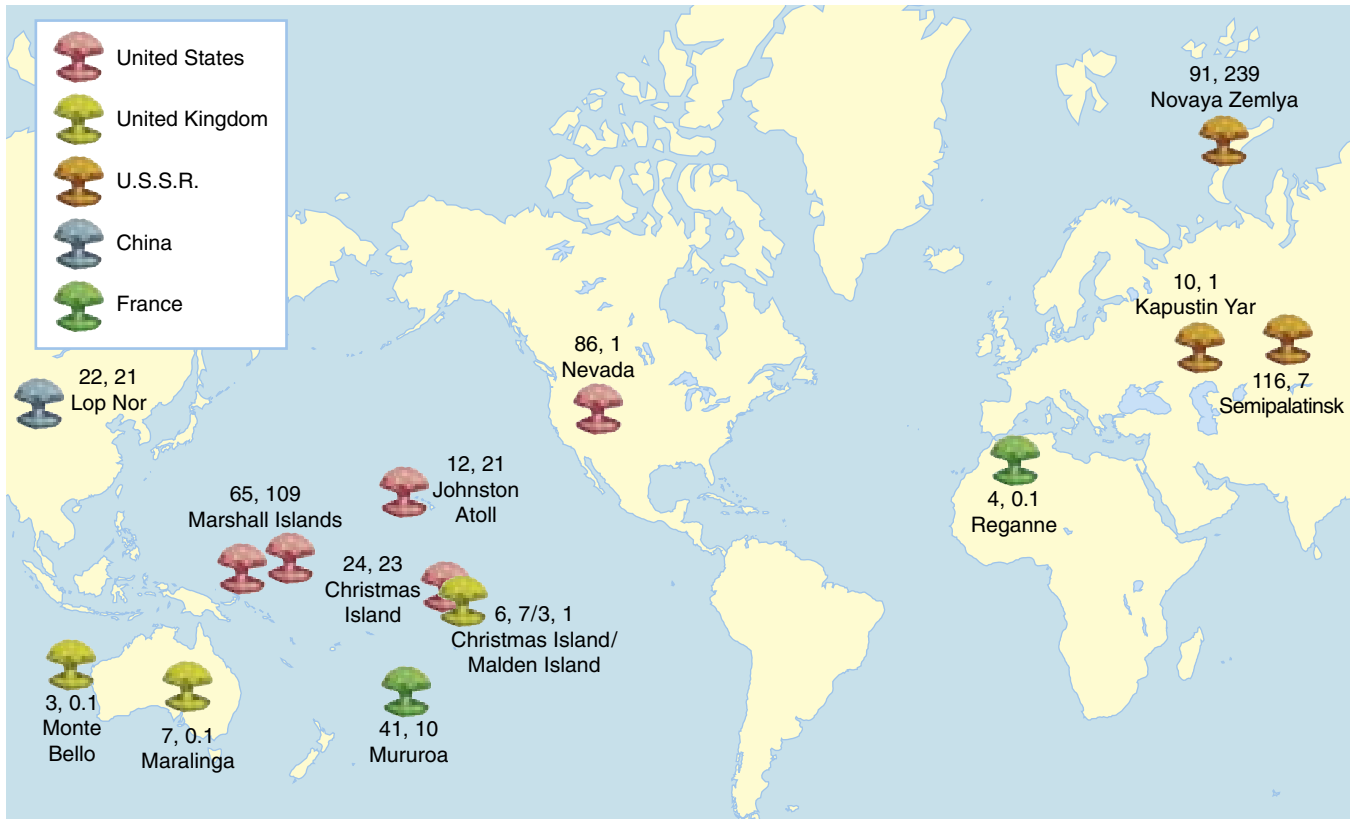 United States
United Kingdom
U.S.S.R.
China
France
91, 239
Novaya Zemlya
10, 1
Kapustin Yar
116, 7
Semipalatinsk
86, 1
Nevada
22, 21
Lop Nor
12, 21
Johnston
Atoll
65, 109
Marshall Islands
4, 0.1
Reganne
24, 23
Christmas
Island
6, 7/3, 1
Christmas Island/
Malden Island
3, 0.1
Monte
Bello
7, 0.1
Maralinga
41, 10
Mururoa